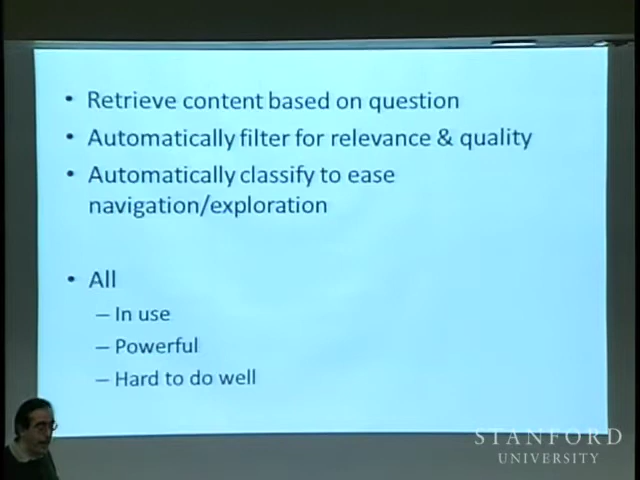 • Retrieve content based on question
• Automatically filter for relevance & quality
• Automatically classify to ease
navigation/exploration
• All
– In use
– Powerful
– Hard to do well
STANFORD
UNIVERSITY